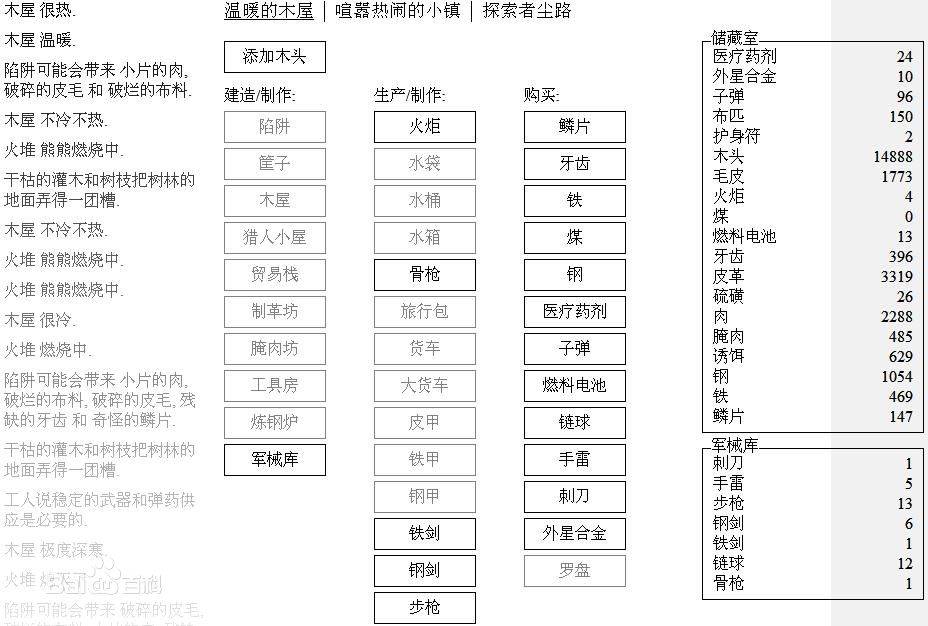 木屋 很热.
木屋 温暖.
陷阱可能会带来 小片的肉,
破碎的皮毛 和 破烂的布料.
木屋 不冷不热.
火堆 熊熊燃烧中.
干枯的灌木和树枝把树林的
地面弄得一团糟.
木屋 不冷不热.
火堆 熊熊燃烧中.
火堆 熊熊燃烧中.
木屋 很冷.
火堆 燃烧中.
陷阱可能会带来 小片的肉,
破烂的布料, 破碎的皮毛, 残
缺的牙齿 和 奇怪的鳞片.
干枯的灌木和树枝把树林的
地面弄得一团糟.
工人说稳定的武器和弹药供
应是必要的.
木屋 极度深寒.
火堆
Bai du 百科
陷阱可能会带来 破碎的皮毛,
温暖的木屋 | 喧嚣热闹的小镇 | 探索者尘路
添加木头
建造/制作:
陷阱
筐子
木屋
猎人小屋
贸易栈
制革坊
腌肉坊
工具房
炼钢炉
军械库
生产/制作:
火炬
水袋
水桶
水箱
骨枪
旅行包
货车
大货车
皮甲
铁甲
钢甲
铁剑
钢剑
步枪
购买:
鳞片
牙齿
铁
煤
钢
医疗药剂
子弹
燃料电池
链球
手雷
刺刀
外星合金
罗盘
储藏室
医疗药剂 24
外星合金 10
子弹 96
布匹 150
护身符 2
木头 14888
毛皮 1773
火炬 4
煤 0
燃料电池 13
牙齿 396
皮革 3319
硫磺 26
肉 2288
腌肉 485
诱饵 629
钢 1054
铁 469
鳞片 147
军械库
刺刀 1
手雷 5
步枪 13
钢剑 6
铁剑 1
链球 12
骨枪 1